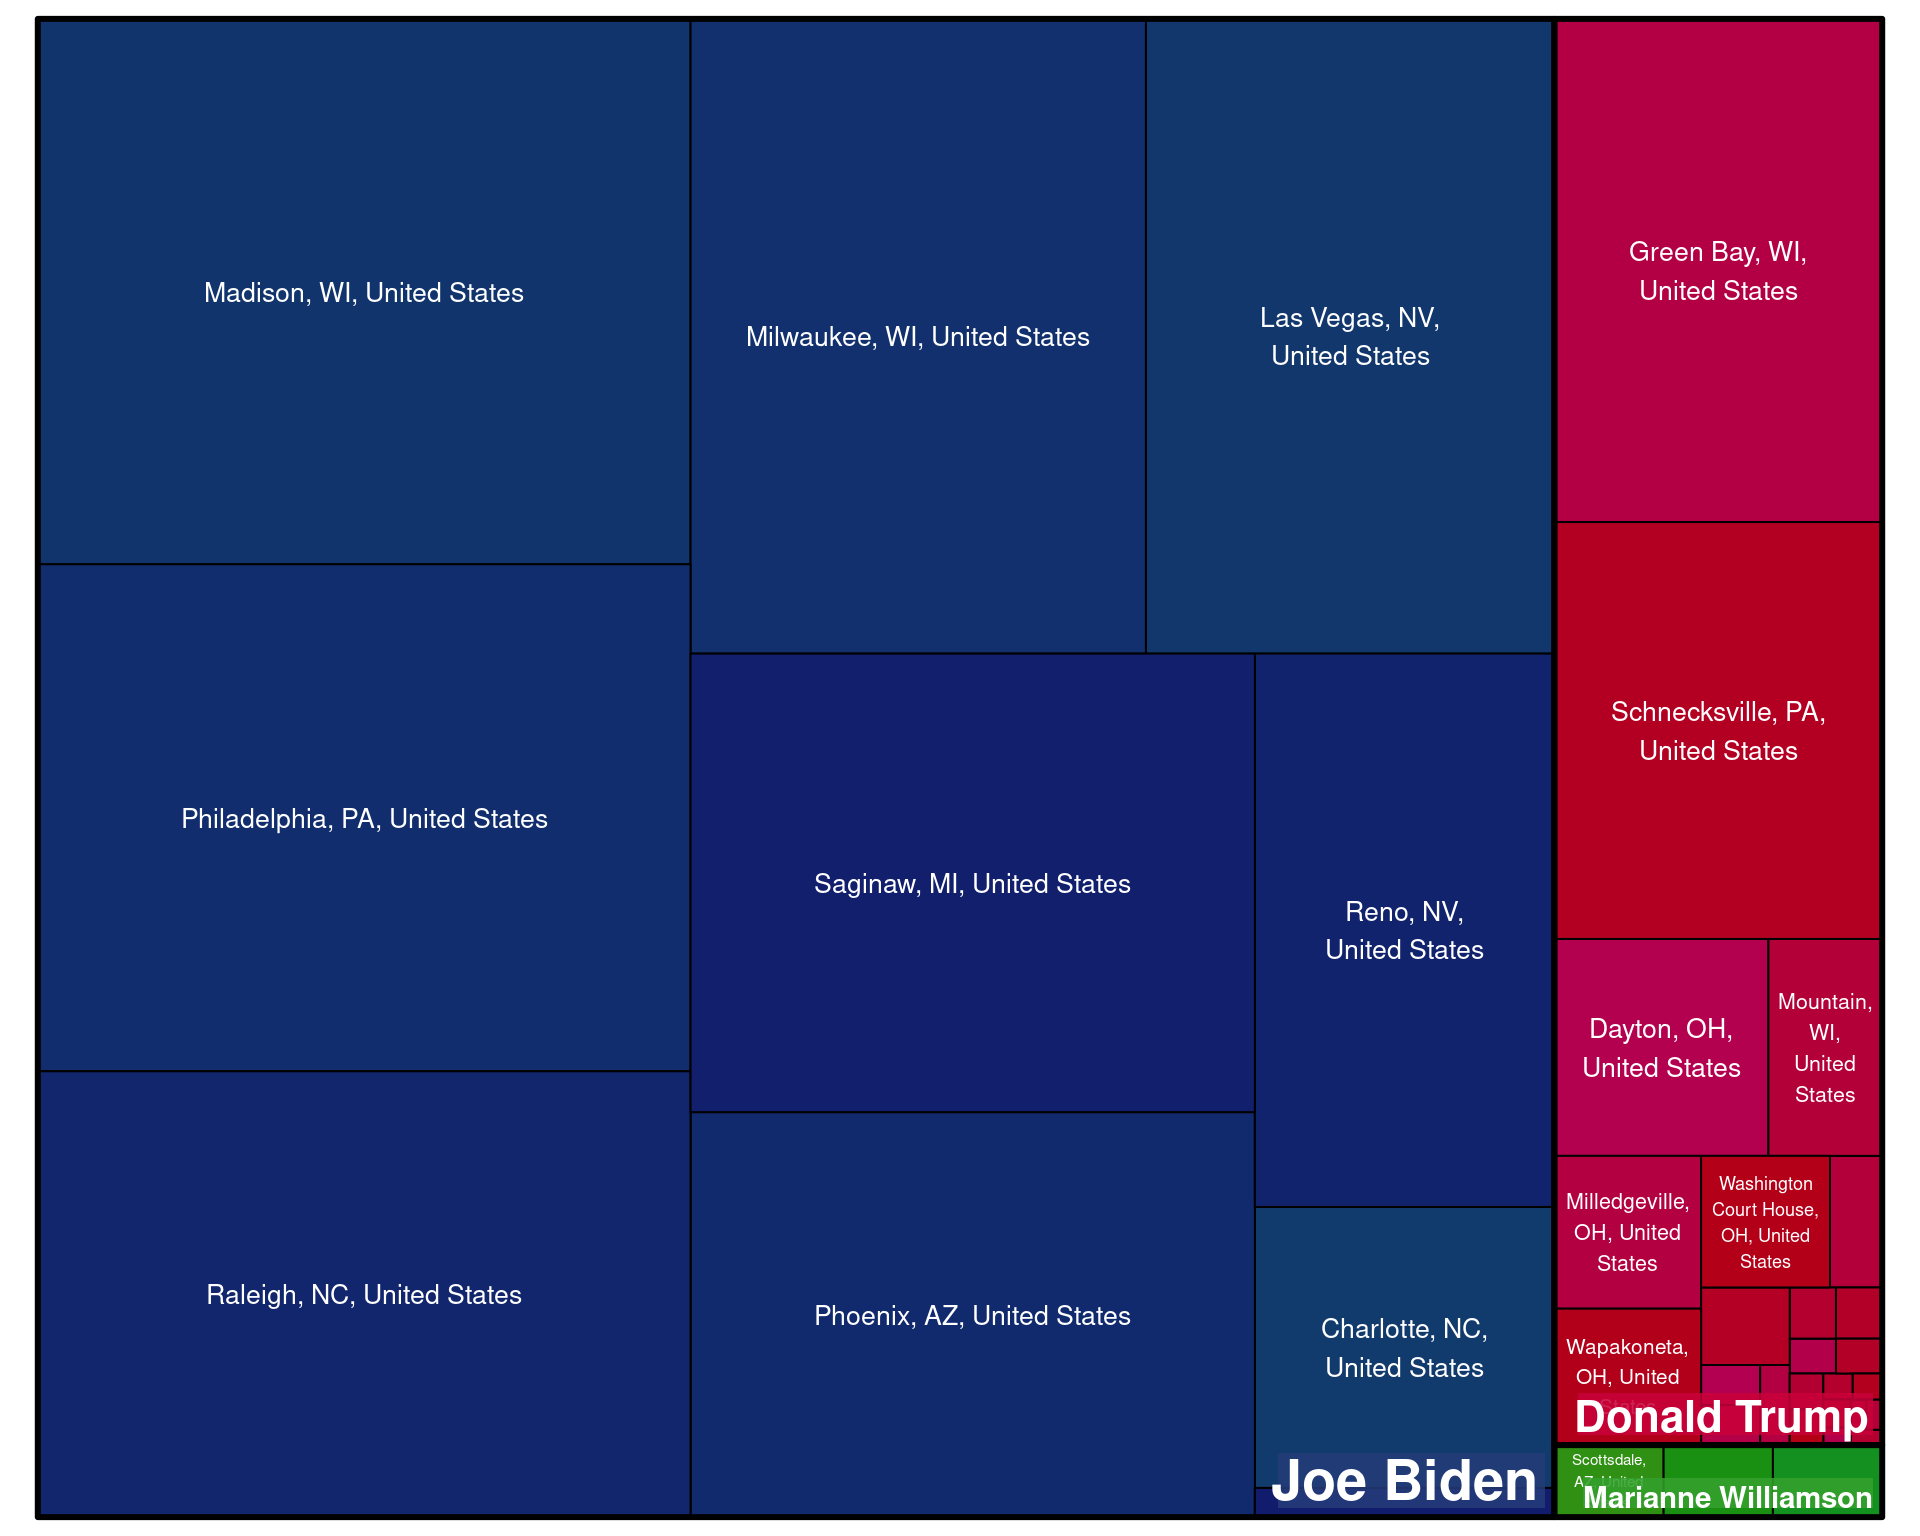 Madison, WI, United States
Milwaukee, WI, United States
Las Vegas, NV,
United States
Philadelphia, PA, United States
Saginaw, MI, United States
Reno, NV,
United States
Raleigh, NC, United States
Phoenix, AZ, United States
Charlotte, NC,
United States
Joe Biden
Green Bay, WI,
United States
Schnecksville, PA,
United States
Dayton, OH,
United States
Mountain,
WI,
United
States
Milledgeville,
OH, United
States
Washington
Court House,
OH, United
States
Wapakoneta,
OH, United
States
Donald Trump
Scottsdale,
AZ, United
Marianne Williamson